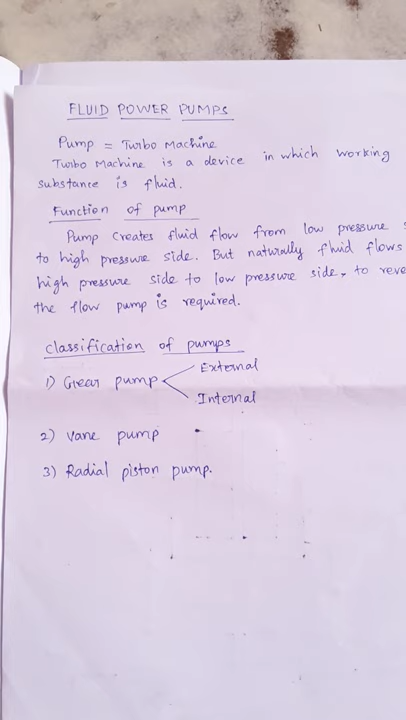 FLUID POWER PUMPS
Pump = Turbo Machine
Turbo Machine is a device in which working
substance is fluid.
Function of pump
Pump Creates fluid flow from low pressure
to high pressure side. But naturally fluid flows
high pressure side to low pressure side, to reve
the flow pump is required.
Classification of pumps
1) Gear pump
External
Internal
2) Vane pump
3) Radial piston pump.